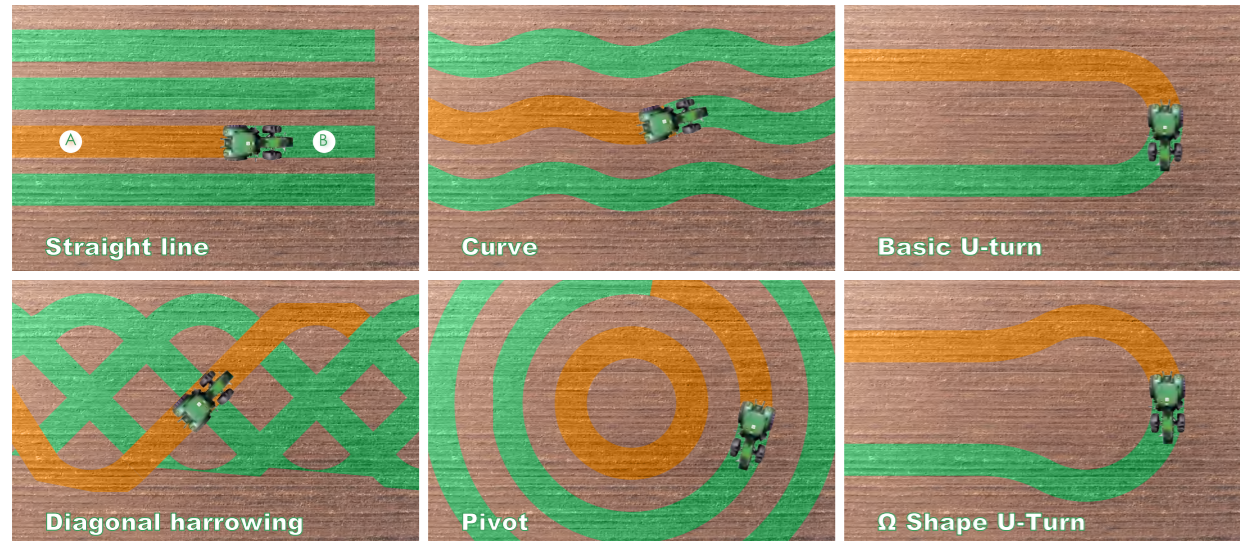 A
B
Straight line
Curve
Basic U-turn
Diagonal harrowing
Pivot
Ω Shape U-Turn